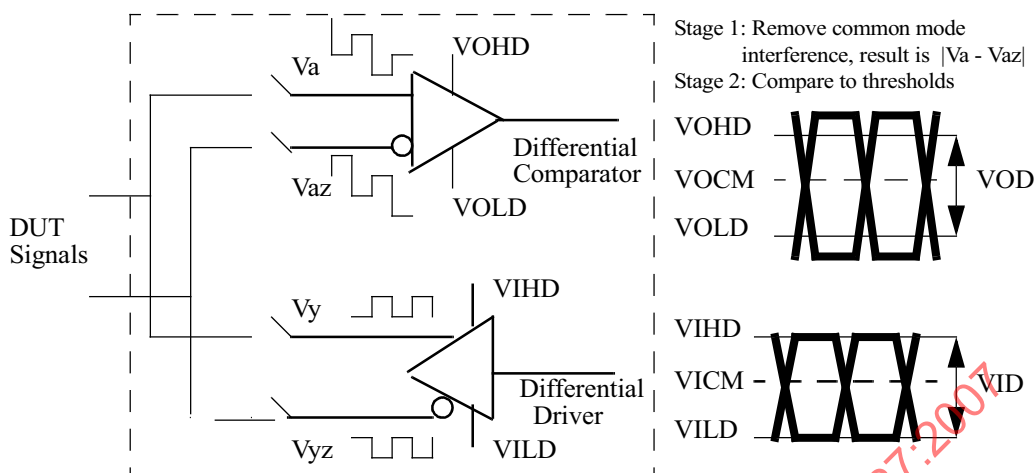 Stage 1: Remove common mode
interference, result is |Va - Vaz|
Stage 2: Compare to thresholds
VOHD
Va
Vaz
VOLD
Differential
Comparator
DUT
Signals
VOHD
VOCM
VOLD
VOD
Vy
VIHD
Vyz
VILD
Differential
Driver
VIHD
VICM
VILD
VID
:2007